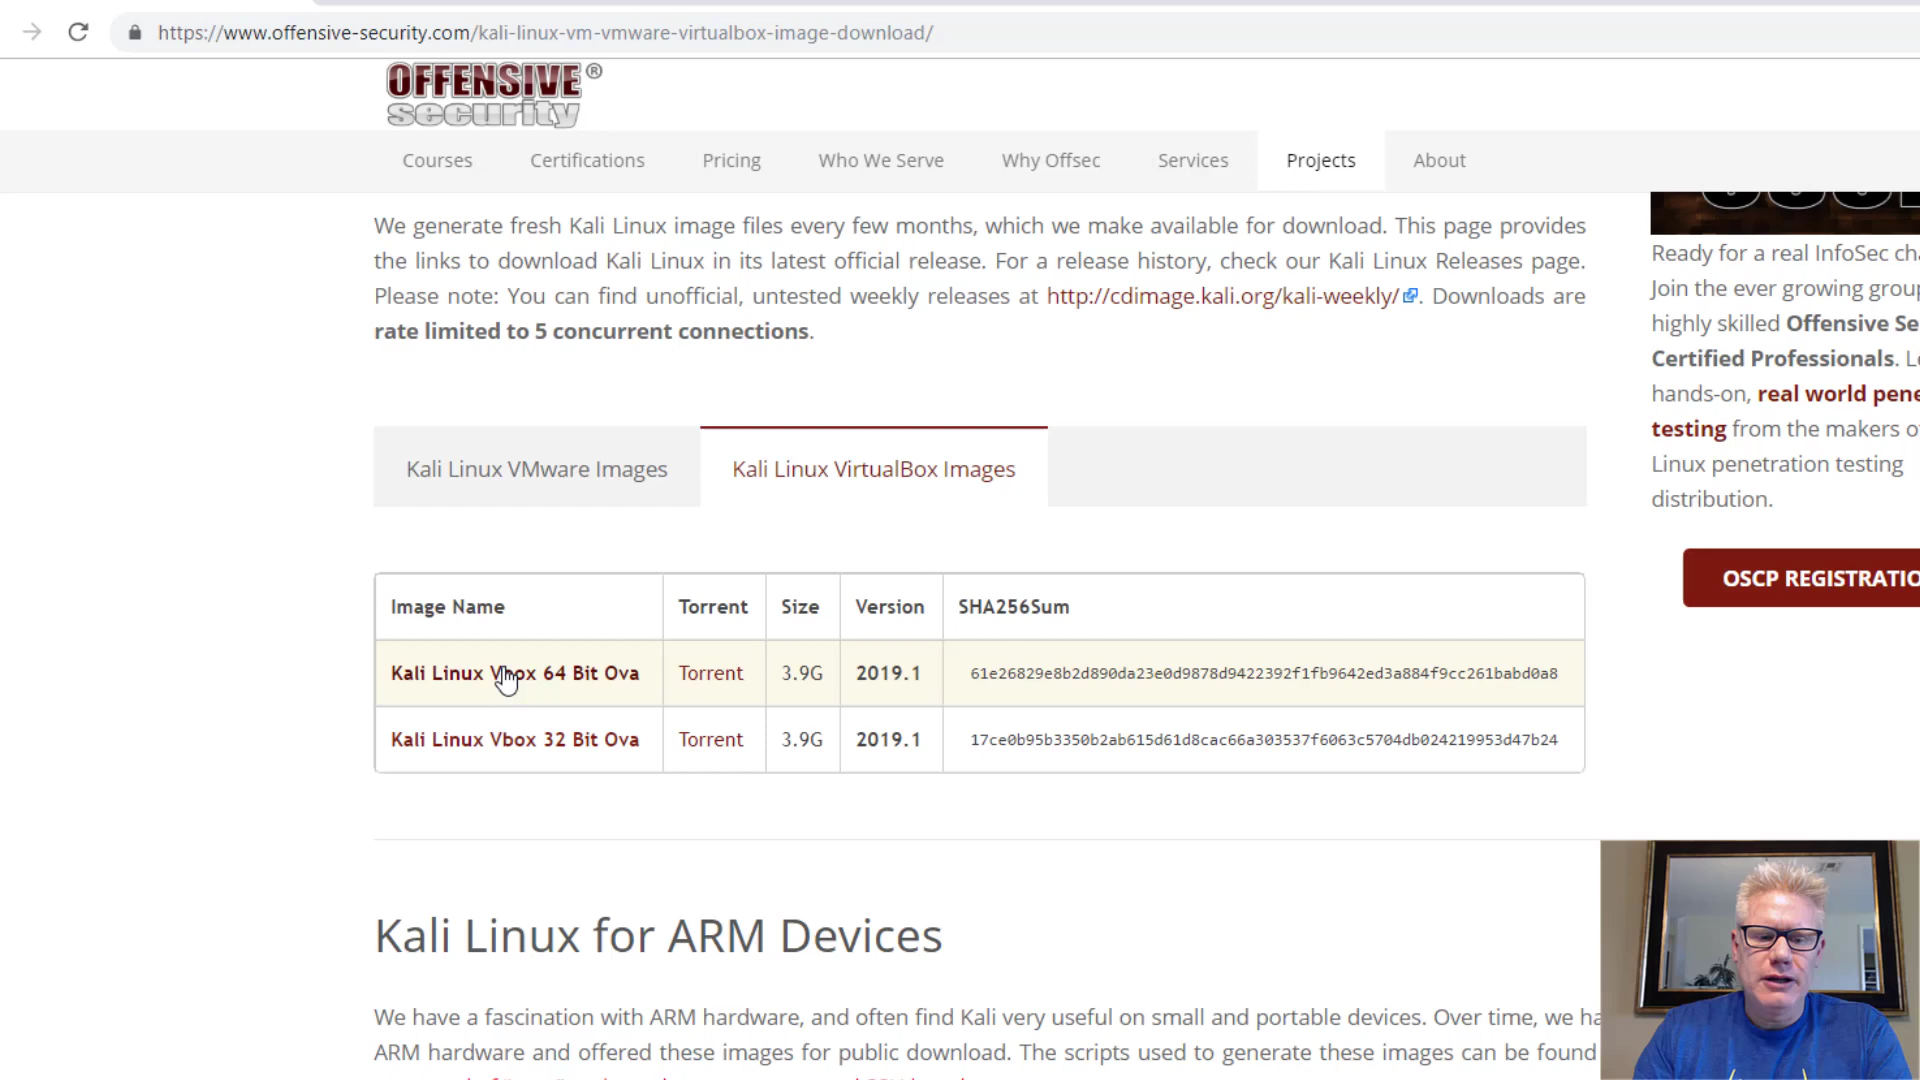 https://www.offensive-security.com/kali-linux-vm-vmware-virtualbox-image-download/
OFFENSIVE ®
security
Courses Certifications Pricing Who We Serve Why Offsec Services Projects About
We generate fresh Kali Linux image files every few months, which we make available for download. This page provides
the links to download Kali Linux in its latest official release. For a release history, check our Kali Linux Releases page.
Please note: You can find unofficial, untested weekly releases at http://cdimage.kali.org/kali-weekly/. Downloads are
rate limited to 5 concurrent connections.
Ready for a real InfoSec
Join the ever growing
highly skilled Offensive
Certified Professionals.
hands-on, real world
testing from the makers
Linux penetration testing
distribution.
OSCP
Kali Linux VMware Images Kali Linux VirtualBox Images
Image Name Torrent Size Version SHA256Sum
Kali Linux Vbox 64 Bit Ova Torrent 3.9G 2019.1 61e26829e8b2d890da23e0d9878d9422392f1fb9642ed3a884f9cc261babd0a8
Kali Linux Vbox 32 Bit Ova Torrent 3.9G 2019.1 17ce0b95b3350b2ab615d61d8cac66a303537f6063c5704db024219953d47b24
Kali Linux for ARM Devices
We have a fascination with ARM hardware, and often find Kali very useful on small and portable devices. Over time, we
ARM hardware and offered these images for public download. The scripts used to generate these images can be found